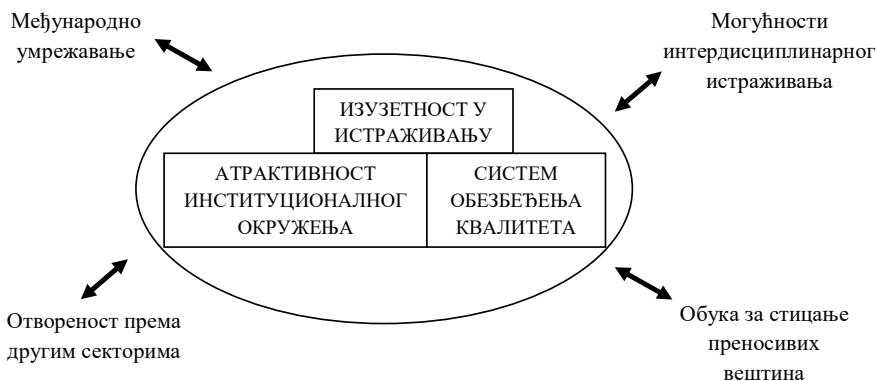 Међународно
умрежавање
Могућности
интердисциплинарног
истраживања
ИЗУЗЕТНОСТ У
ИСТРАЖИВАЊУ
АТРАКТИВНОСТ
ИНСТИТУЦИОНАЛНОГ
ОКРУЖЕЊА
СИСТЕМ
ОБЕЗБЕЂЕЊА
КВАЛИТЕТА
Отвореност према
другим секторима
Обука за стицање
преносивих
вештина